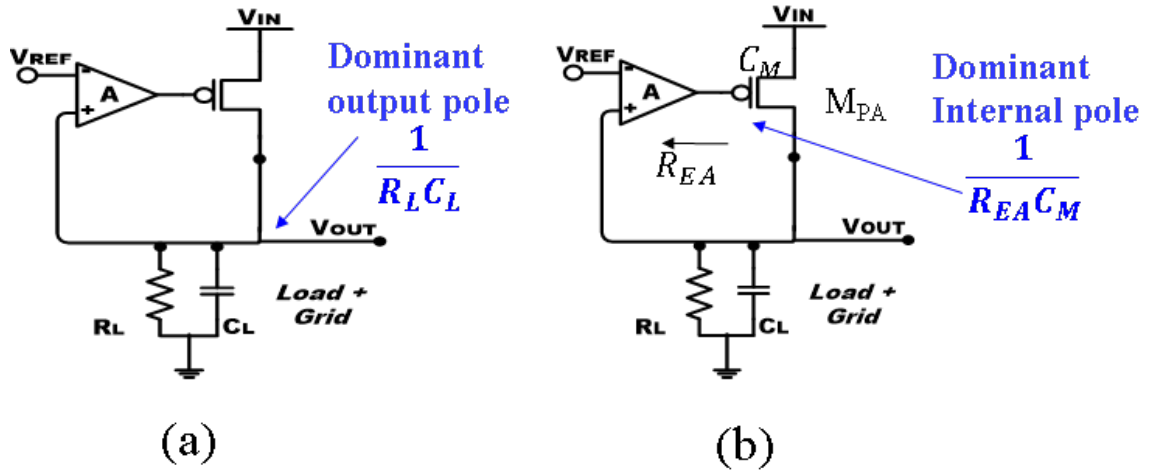 VIN
VREF
-
+
A
Dominant
output pole
1
RLCL
VOUT
RL
CL
Load +
Grid
(a)
VIN
VREF
-
+
A
CM
MPA
REA
Dominant
Internal pole
1
REACM
VOUT
RL
CL
Load +
Grid
(b)